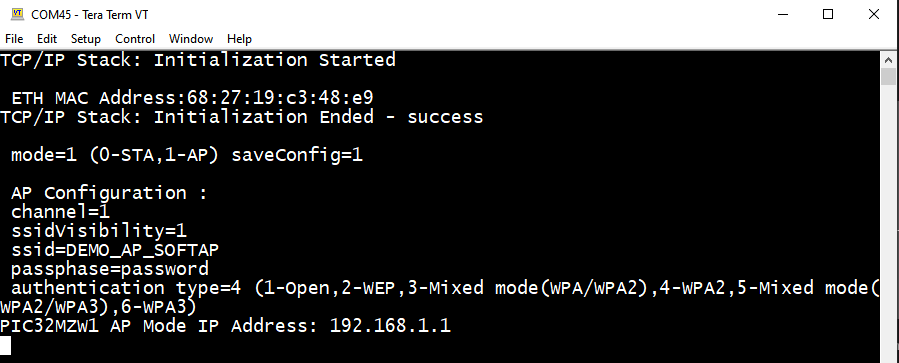 COM45 - Tera Term VT
File Edit Setup Control Window Help
TCP/IP Stack: Initialization Started
ETH MAC Address:68:27:19:c3:48:e9
TCP/IP Stack: Initialization Ended - success
mode=1 (0-STA,1-AP) saveConfig=1
AP Configuration :
channel=1
ssidVisibility=1
ssid=DEMO_AP_SOFTAP
passphase=password
authentication type=4 (1-Open,2-WEP,3-Mixed mode(WPA/WPA2),4-WPA2,5-Mixed mode(
WPA2/WPA3),6-WPA3)
PIC32MZW1 AP Mode IP Address: 192.168.1.1